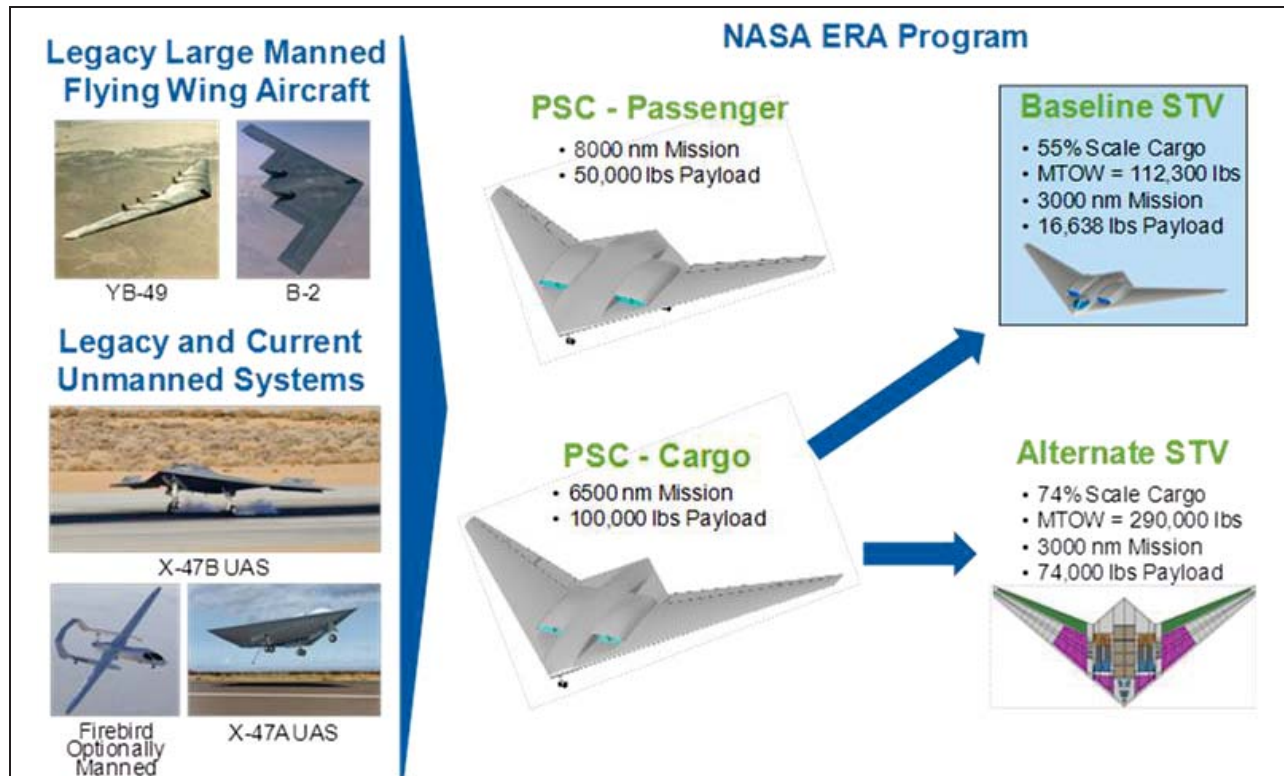 Legacy Large Manned
Flying Wing Aircraft
YB-49
B-2
Legacy and Current
Unmanned Systems
X-47B UAS
Firebird
Optionally
Manned
X-47A UAS
NASA ERA Program
PSC - Passenger
• 8000 nm Mission
• 50,000 lbs Payload
PSC - Cargo
• 6500 nm Mission
• 100,000 lbs Payload
Baseline STV
• 55% Scale Cargo
• MTOW = 112,300 lbs
• 3000 nm Mission
• 16,638 lbs Payload
Alternate STV
• 74% Scale Cargo
• MTOW = 290,000 lbs
• 3000 nm Mission
• 74,000 lbs Payload